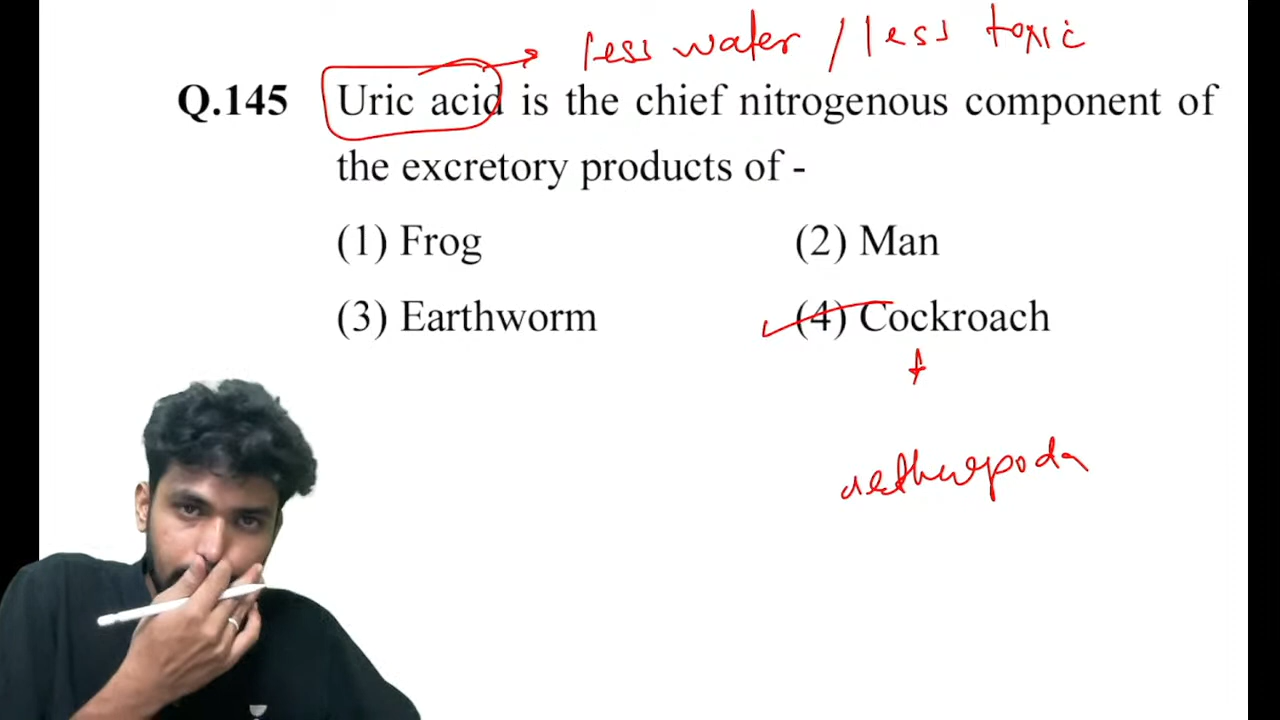 less water / less toxic
Q.145 Uric acid is the chief nitrogenous component of
the excretory products of -
(1) Frog (2) Man
(3) Earthworm (4) Cockroach